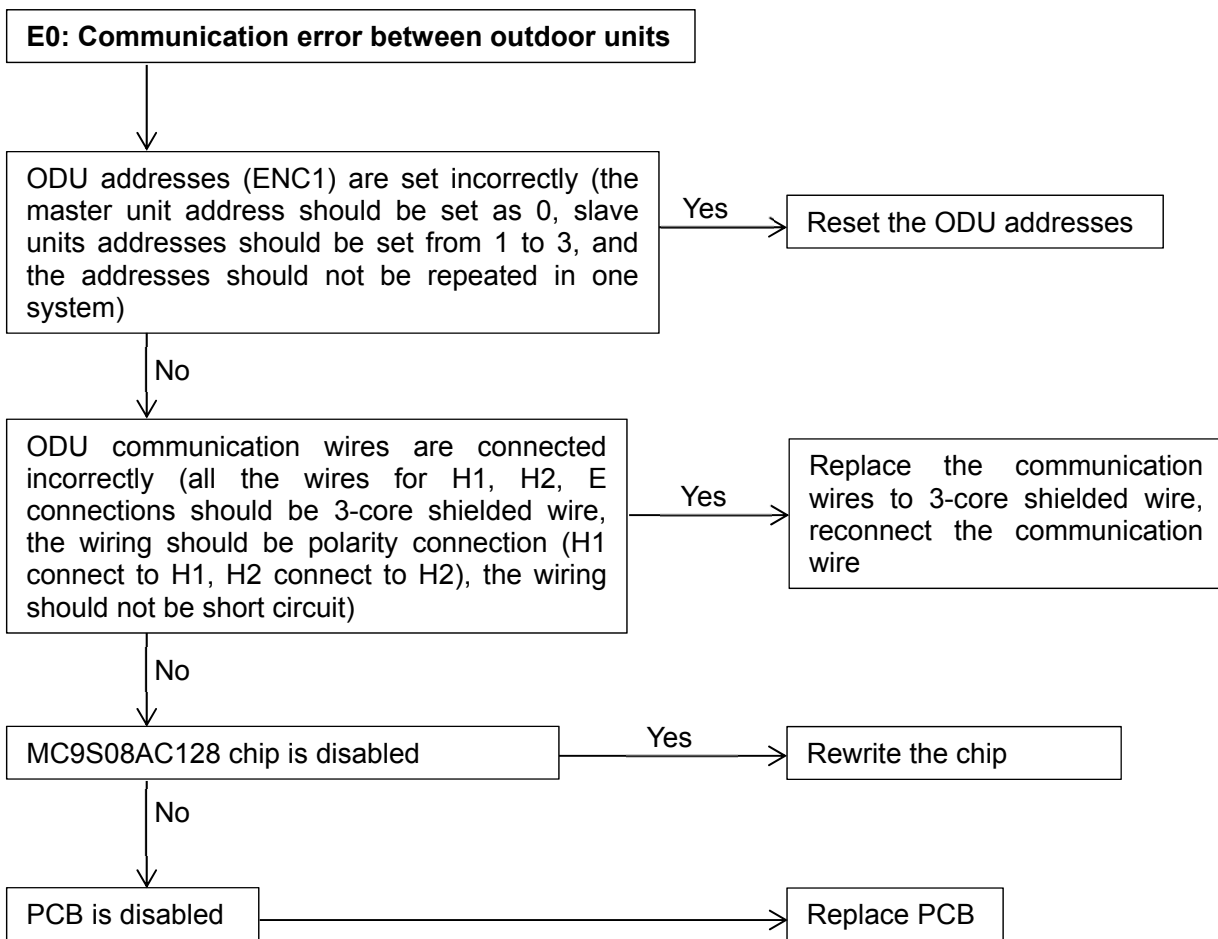 E0: Communication error between outdoor units
ODU addresses (ENC1) are set incorrectly (the
master unit address should be set as 0, slave
units addresses should be set from 1 to 3, and
the addresses should not be repeated in one
system)
Yes
Reset the ODU addresses
No
ODU communication wires are connected
incorrectly (all the wires for H1, H2, E
connections should be 3-core shielded wire,
the wiring should be polarity connection (H1
connect to H1, H2 connect to H2), the wiring
should not be short circuit)
Yes
Replace the communication
wires to 3-core shielded wire,
reconnect the communication
wire
No
MC9S08AC128 chip is disabled
Yes
Rewrite the chip
No
PCB is disabled
Replace PCB